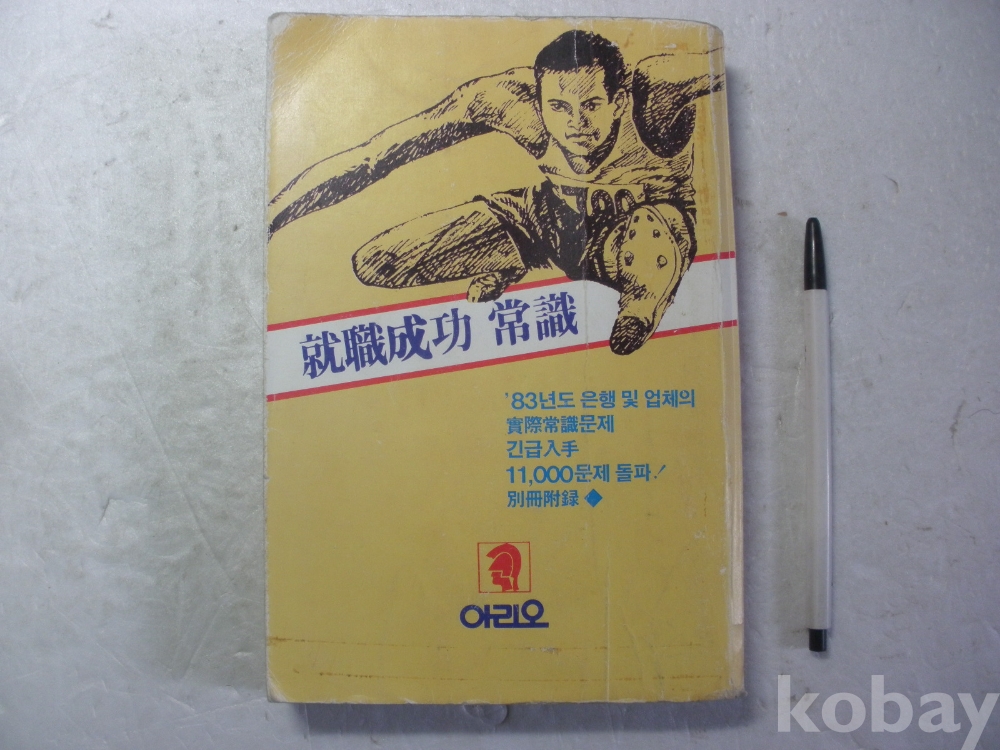 就職成功 常識
'83년도 은행 및 업체의
實際常識문제
긴급入手
11,000문제 돌파!
別冊附録
아리오
kobay